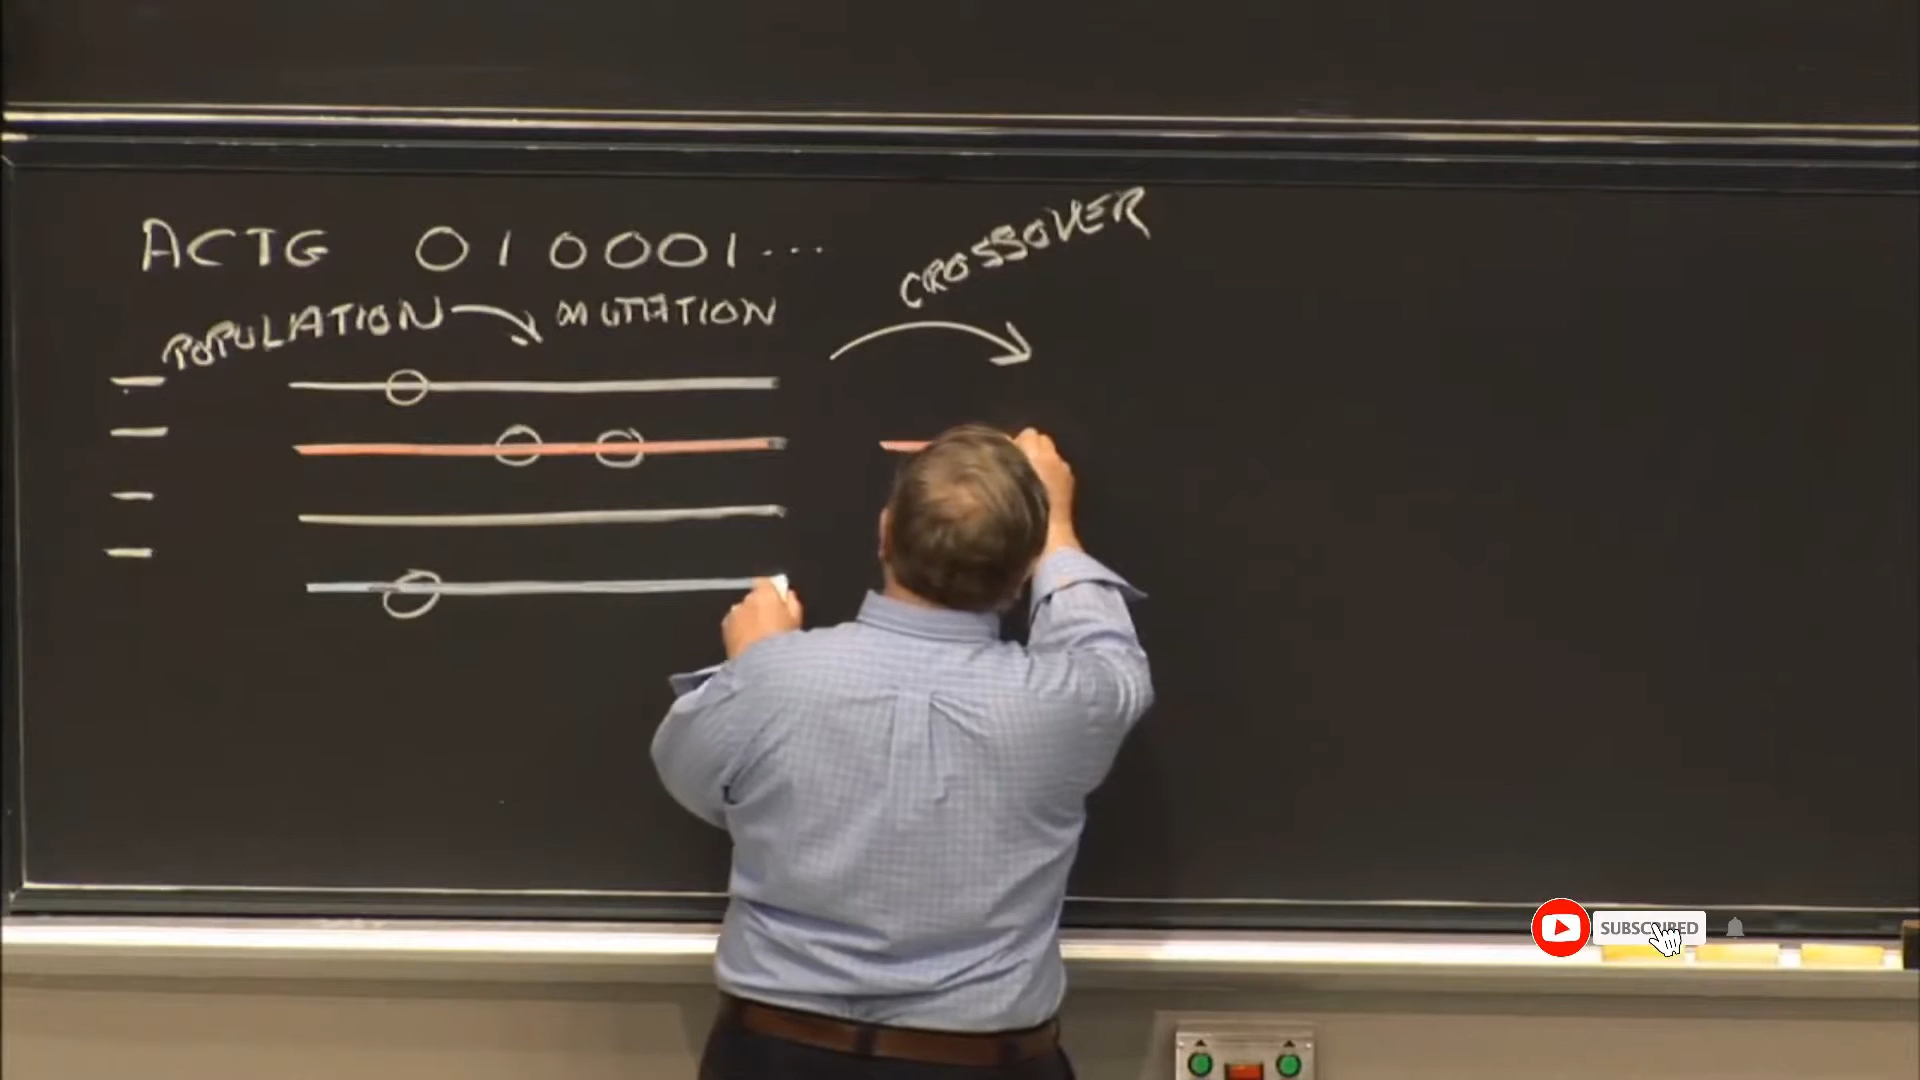 ACTG 010001...
CROSSOVER
POPULATION MUTATION
SUBSCRIBED